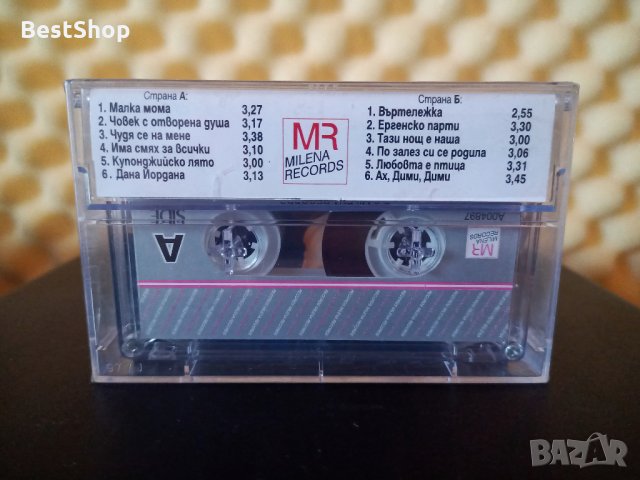 BestShop
Страна А:
1. Малка мома 3,27
2. Човек с отворена душа 3,17
3. Чудя се на мене 3,38
4. Има смях за всички 3,10
5. Купонджийско лято 3,00
6. Дана Йордана 3,13
MR
MILENA
RECORDS
Страна Б:
1. Въртележка 2,55
2. Ергенско парти 3,30
3. Тази нощ е наша 3,00
4. По залез си се родила 3,06
5. Любовта е птица 3,31
6. Ах, Дими, Дими 3,45
SIDE
A
A004897
MR
MILENA
RECORDS
BAZAR